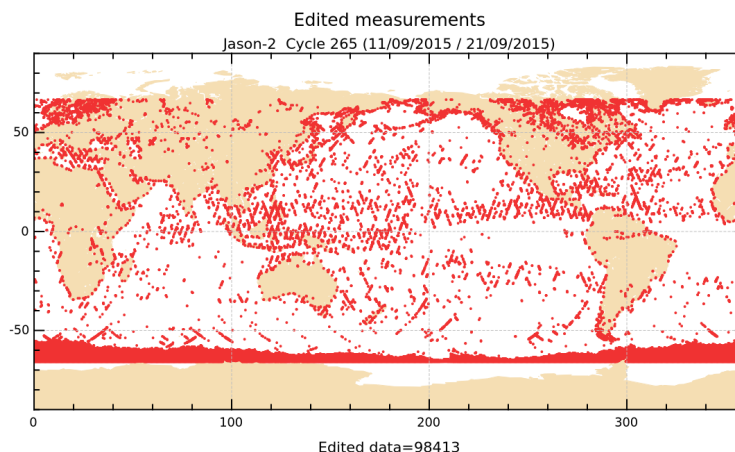 Edited measurements
Jason-2  Cycle 265 (11/09/2015 / 21/09/2015)
50
0
-50
0 100 200 300
Edited data=98413